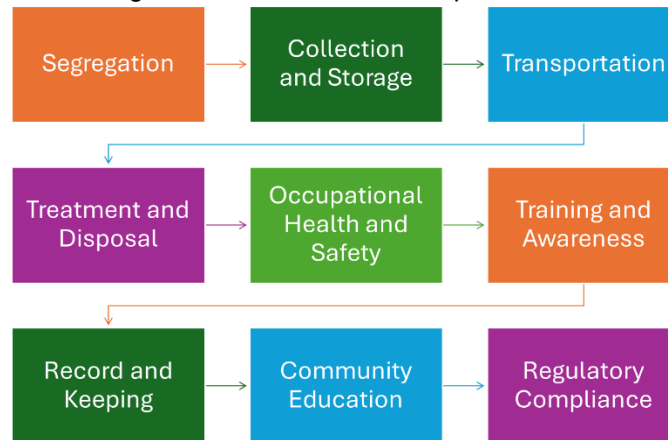 Segregation
Collection
and Storage
Transportation
Treatment and
Disposal
Occupational
Health and
Safety
Training and
Awareness
Record and
Keeping
Community
Education
Regulatory
Compliance